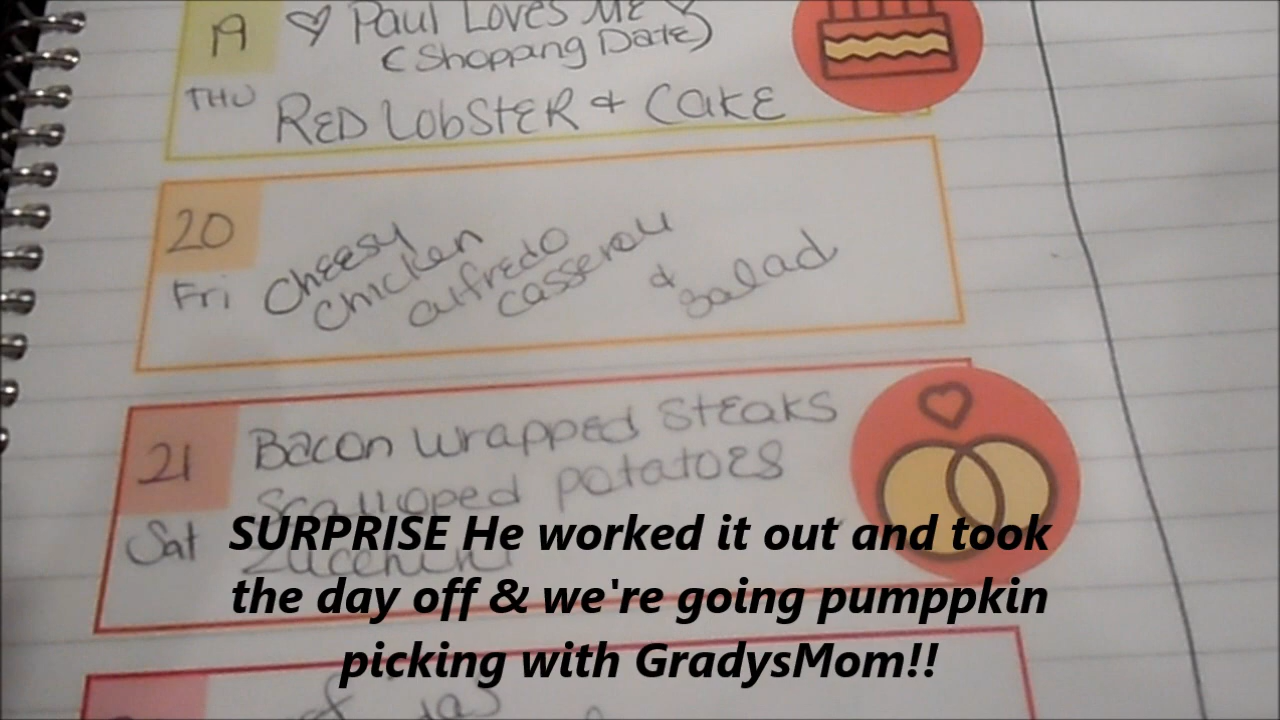 19 ♡ Paul Loves Me ♡
(Shopping Date)
THU RED LobSTER & CAKE
20
Fri
Cheesy
chicken
alfredo
casseroll
&
salad
21 Bacon wrapped steaks
Scalloped potatoes
Sat Zucchini
SURPRISE He worked it out and took
the day off & we're going pumppkin
picking with GradysMom!!